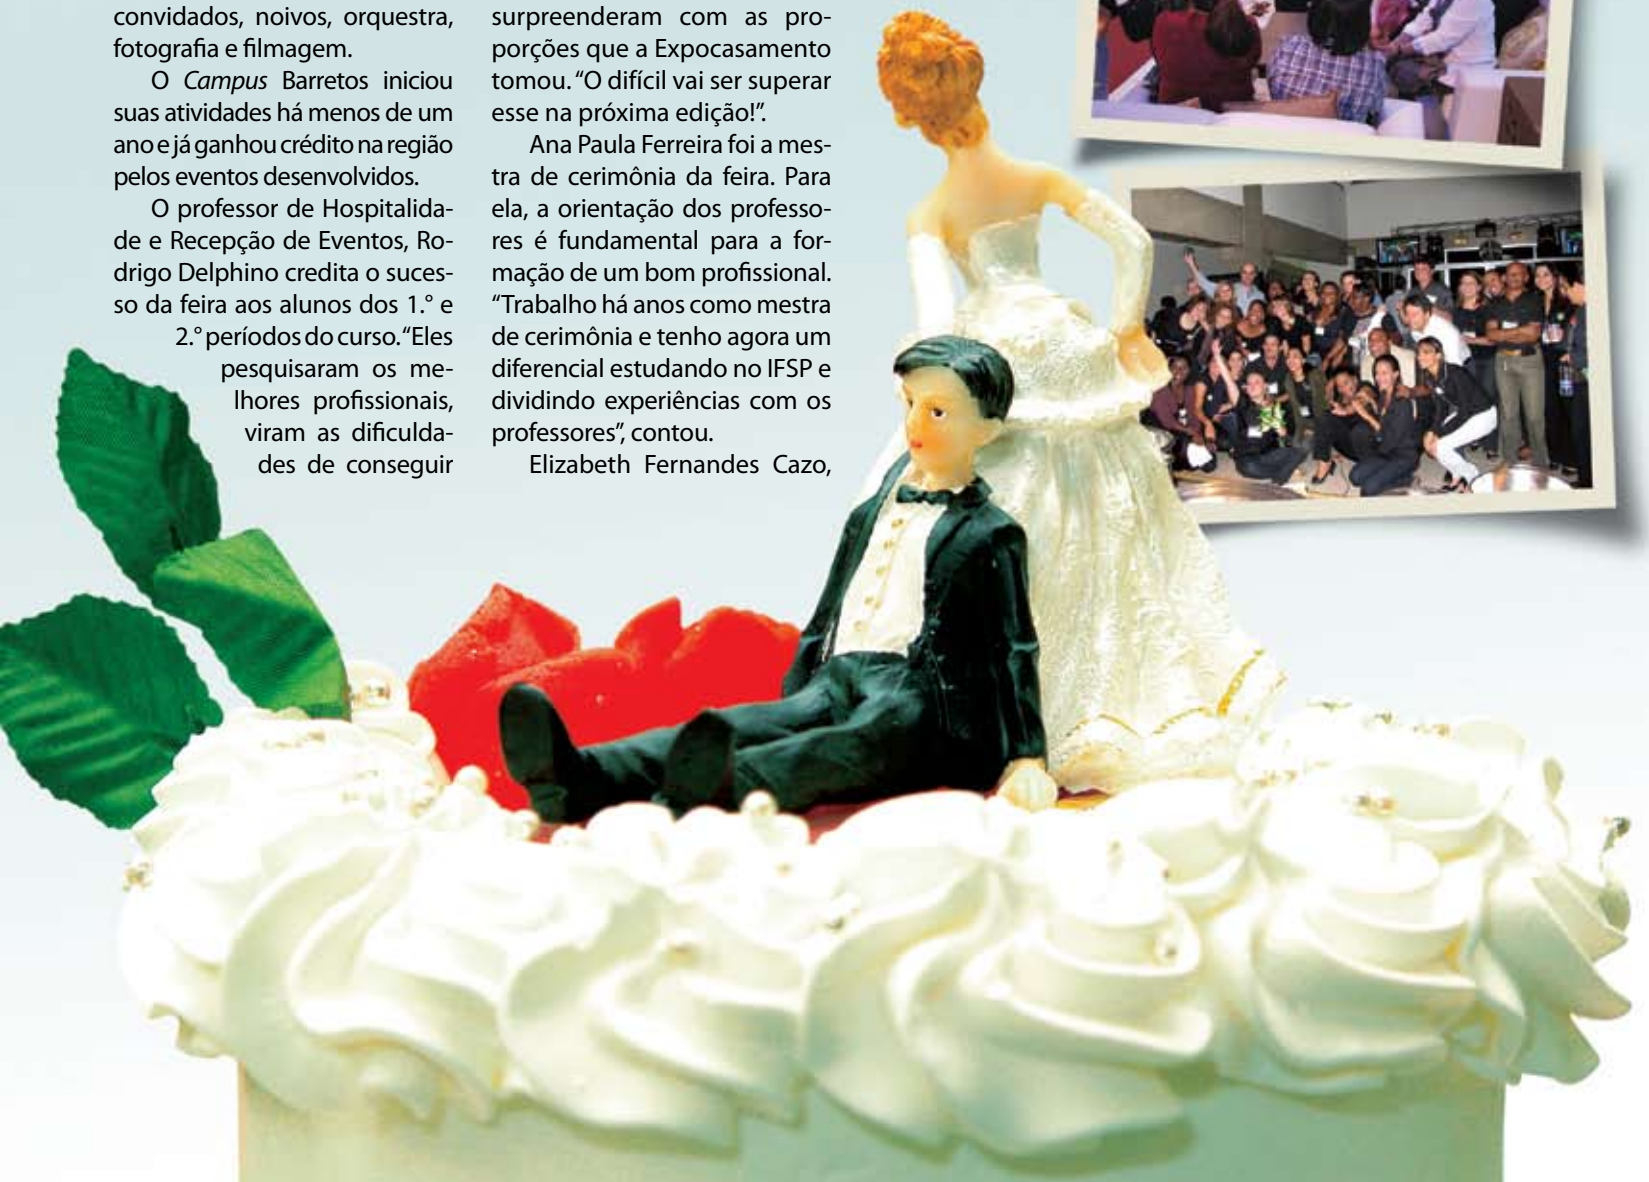 convidados, noivos, orquestra,
fotografia e filmagem.
O Campus Barretos iniciou
suas atividades há menos de um
ano e já ganhou crédito na região
pelos eventos desenvolvidos.
O professor de Hospitalida-
de e Recepção de Eventos, Ro-
drigo Delphino credita o suces-
so da feira aos alunos dos 1.° e
2.° períodos do curso. “Eles
pesquisaram os me-
lhores profissionais,
viram as dificulda-
des de conseguir
surpreenderam com as pro-
porções que a Expocasamento
tomou. “O difícil vai ser superar
esse na próxima edição!”.
Ana Paula Ferreira foi a mes-
tra de cerimônia da feira. Para
ela, a orientação dos professo-
res é fundamental para a for-
mação de um bom profissional.
“Trabalho há anos como mestra
de cerimônia e tenho agora um
diferencial estudando no IFSP e
dividindo experiências com os
professores”, contou.
Elizabeth Fernandes Cazo,